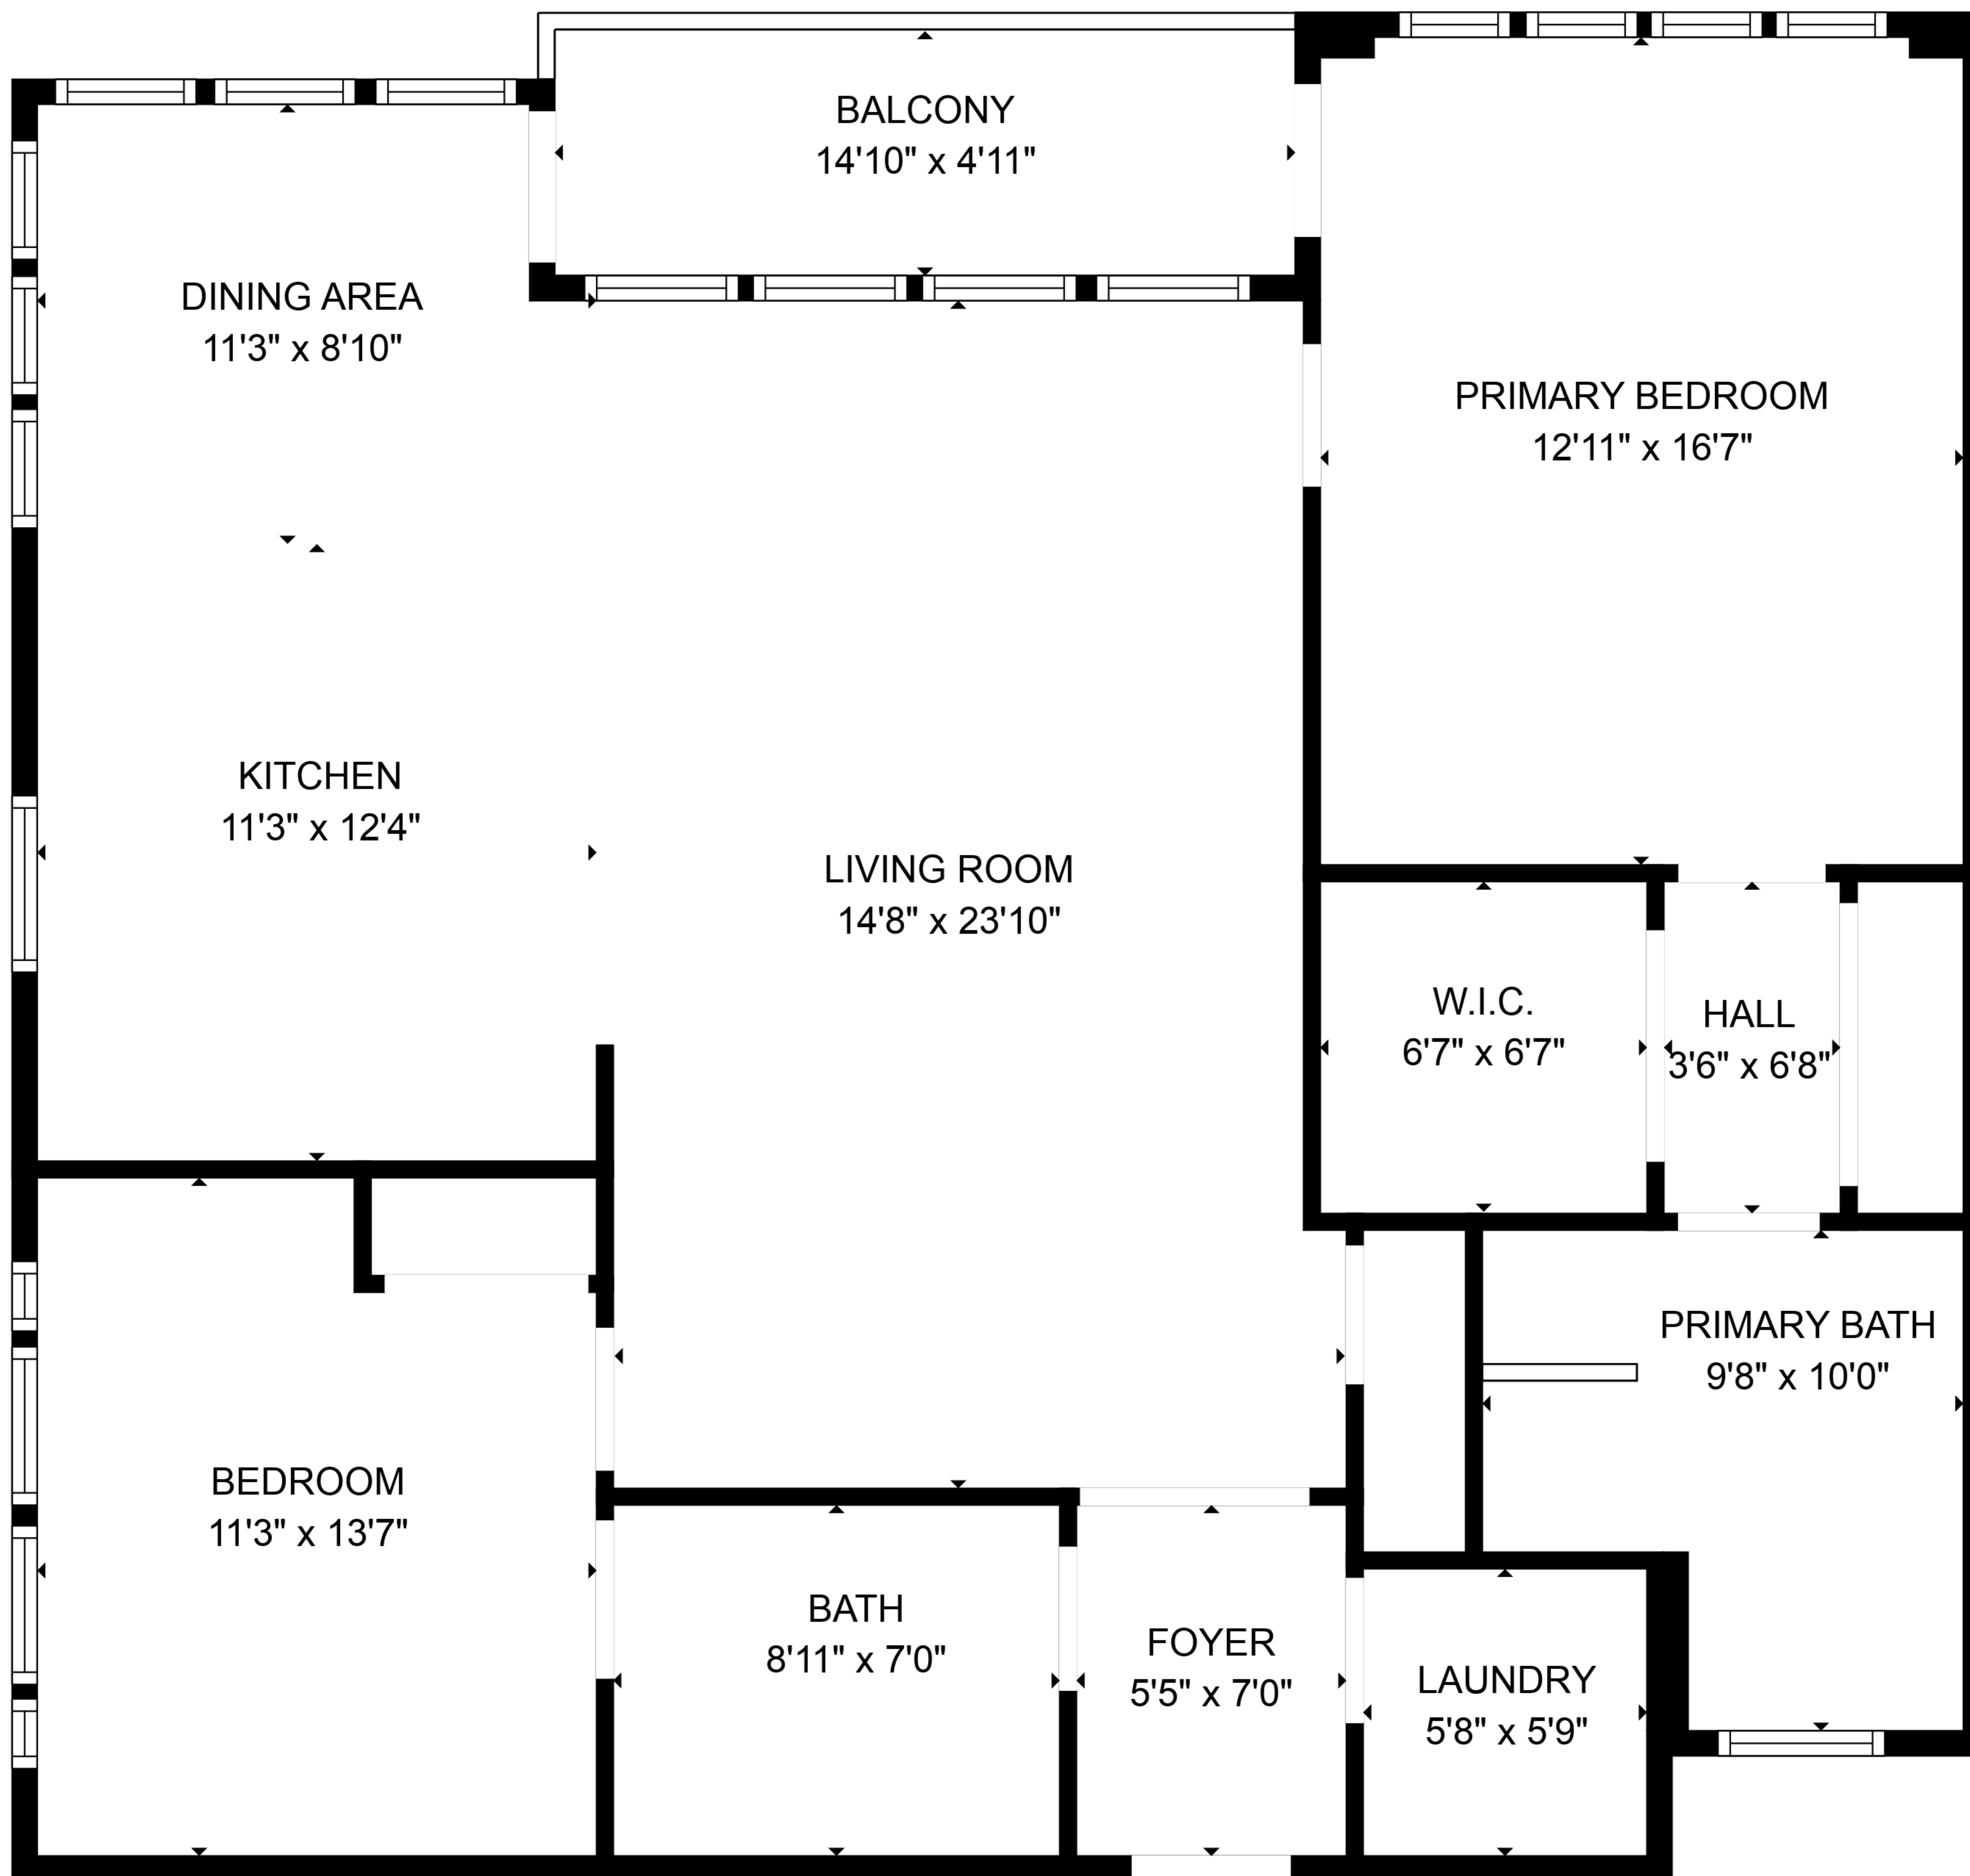 BALCONY
14'10" x 4'11"
DINING AREA
11'3" x 8'10"
PRIMARY BEDROOM
12'11" x 16'7"
KITCHEN
11'3" x 12'4"
LIVING ROOM
14'8" x 23'10"
W.I.C.
6'7" x 6'7"
HALL
3'6" x 6'8"
PRIMARY BATH
9'8" x 10'0"
BEDROOM
11'3" x 13'7"
BATH
8'11" x 7'0"
FOYER
5'5" x 7'0"
LAUNDRY
5'8" x 5'9"